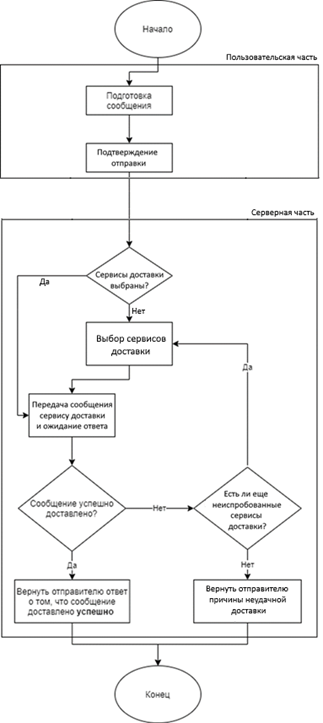 Начало
Пользовательская часть
Подготовка
сообщения
Подтверждение
отправки
Серверная часть
Сервисы доставки
выбраны?
Да
Нет
Выбор сервисов
доставки
Да
Передача сообщения
сервису доставки
и ожидание ответа
Сообщение успешно
доставлено?
Нет
Есть ли еще
неиспробованные
сервисы
доставки?
Да
Нет
Вернуть отправителю ответ
о том, что сообщение
доставлено успешно
Вернуть отправителю
причины неудачной
доставки
Конец